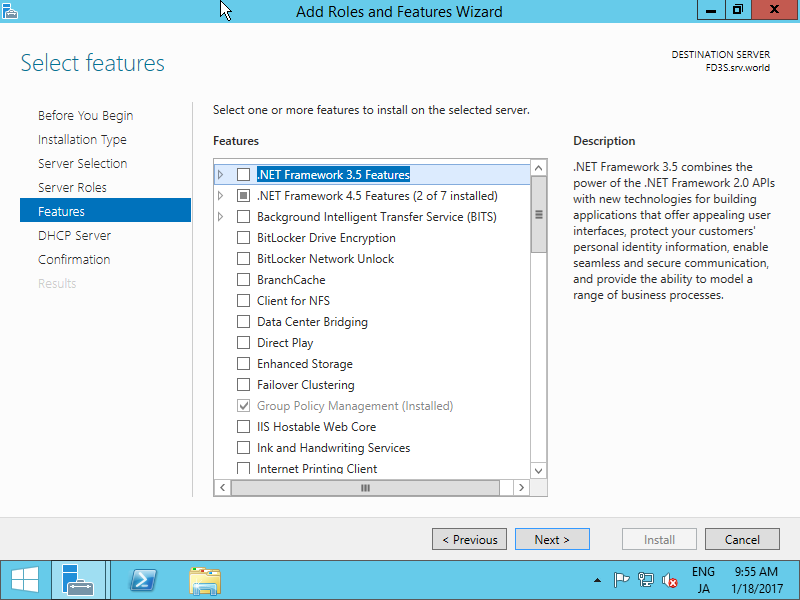 Add Roles and Features Wizard
Select features
DESTINATION SERVER
FD3S.srv.world
Before You Begin
Installation Type
Server Selection
Server Roles
Features
DHCP Server
Confirmation
Results
Select one or more features to install on the selected server.
Features
.NET Framework 3.5 Features
.NET Framework 4.5 Features (2 of 7 installed)
Background Intelligent Transfer Service (BITS)
BitLocker Drive Encryption
BitLocker Network Unlock
BranchCache
Client for NFS
Data Center Bridging
Direct Play
Enhanced Storage
Failover Clustering
Group Policy Management (Installed)
IIS Hostable Web Core
Ink and Handwriting Services
Internet Printing Client
Description
.NET Framework 3.5 combines the
power of the .NET Framework 2.0 APIs
with new technologies for building
applications that offer appealing user
interfaces, protect your customers'
personal identity information, enable
seamless and secure communication,
and provide the ability to model a
range of business processes.
< Previous
Next >
Install
Cancel
ENG
JA
9:55 AM
1/18/2017